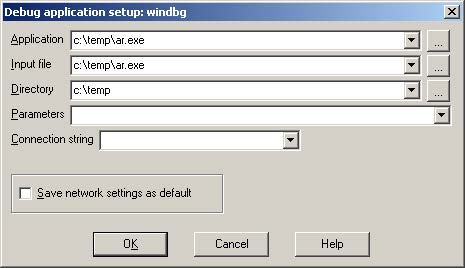 Debug application setup: windbg
Application c:\temp\ar.exe ...
Input file c:\temp\ar.exe ...
Directory c:\temp ...
Parameters
Connection string
Save network settings as default
OK Cancel Help